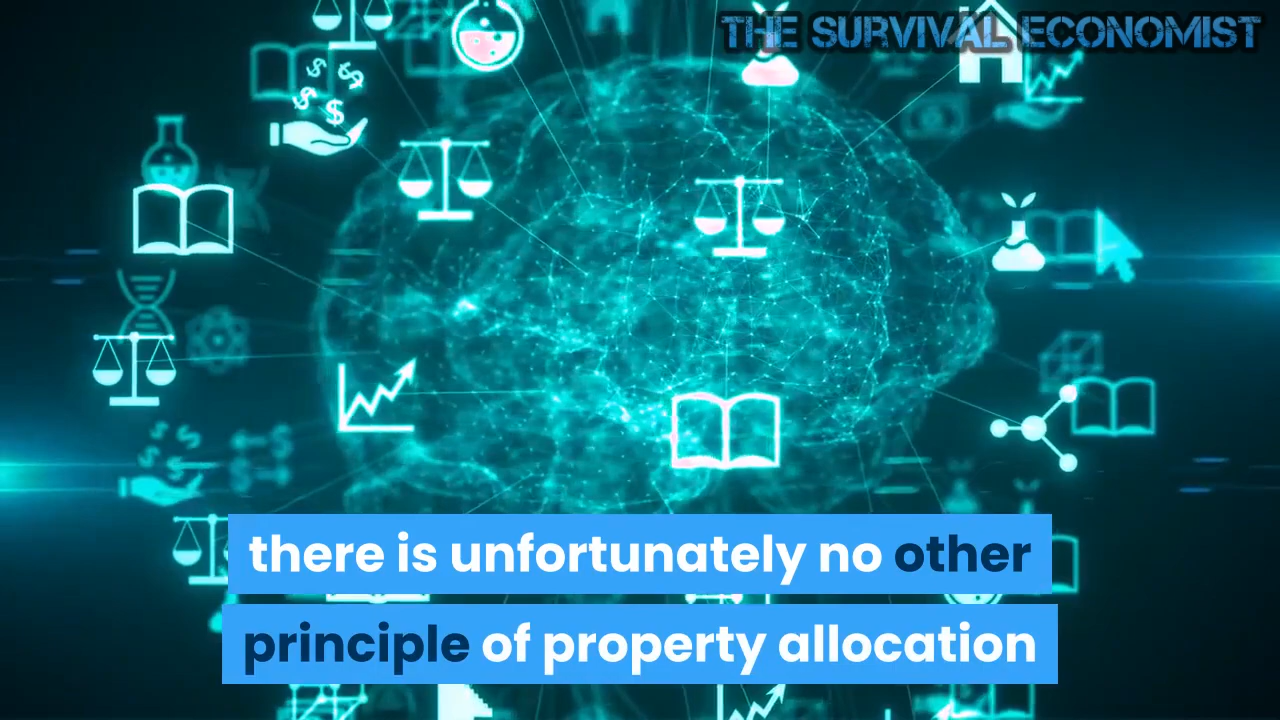 THE SURVIVAL ECONOMIST
there is unfortunately no other
principle of property allocation